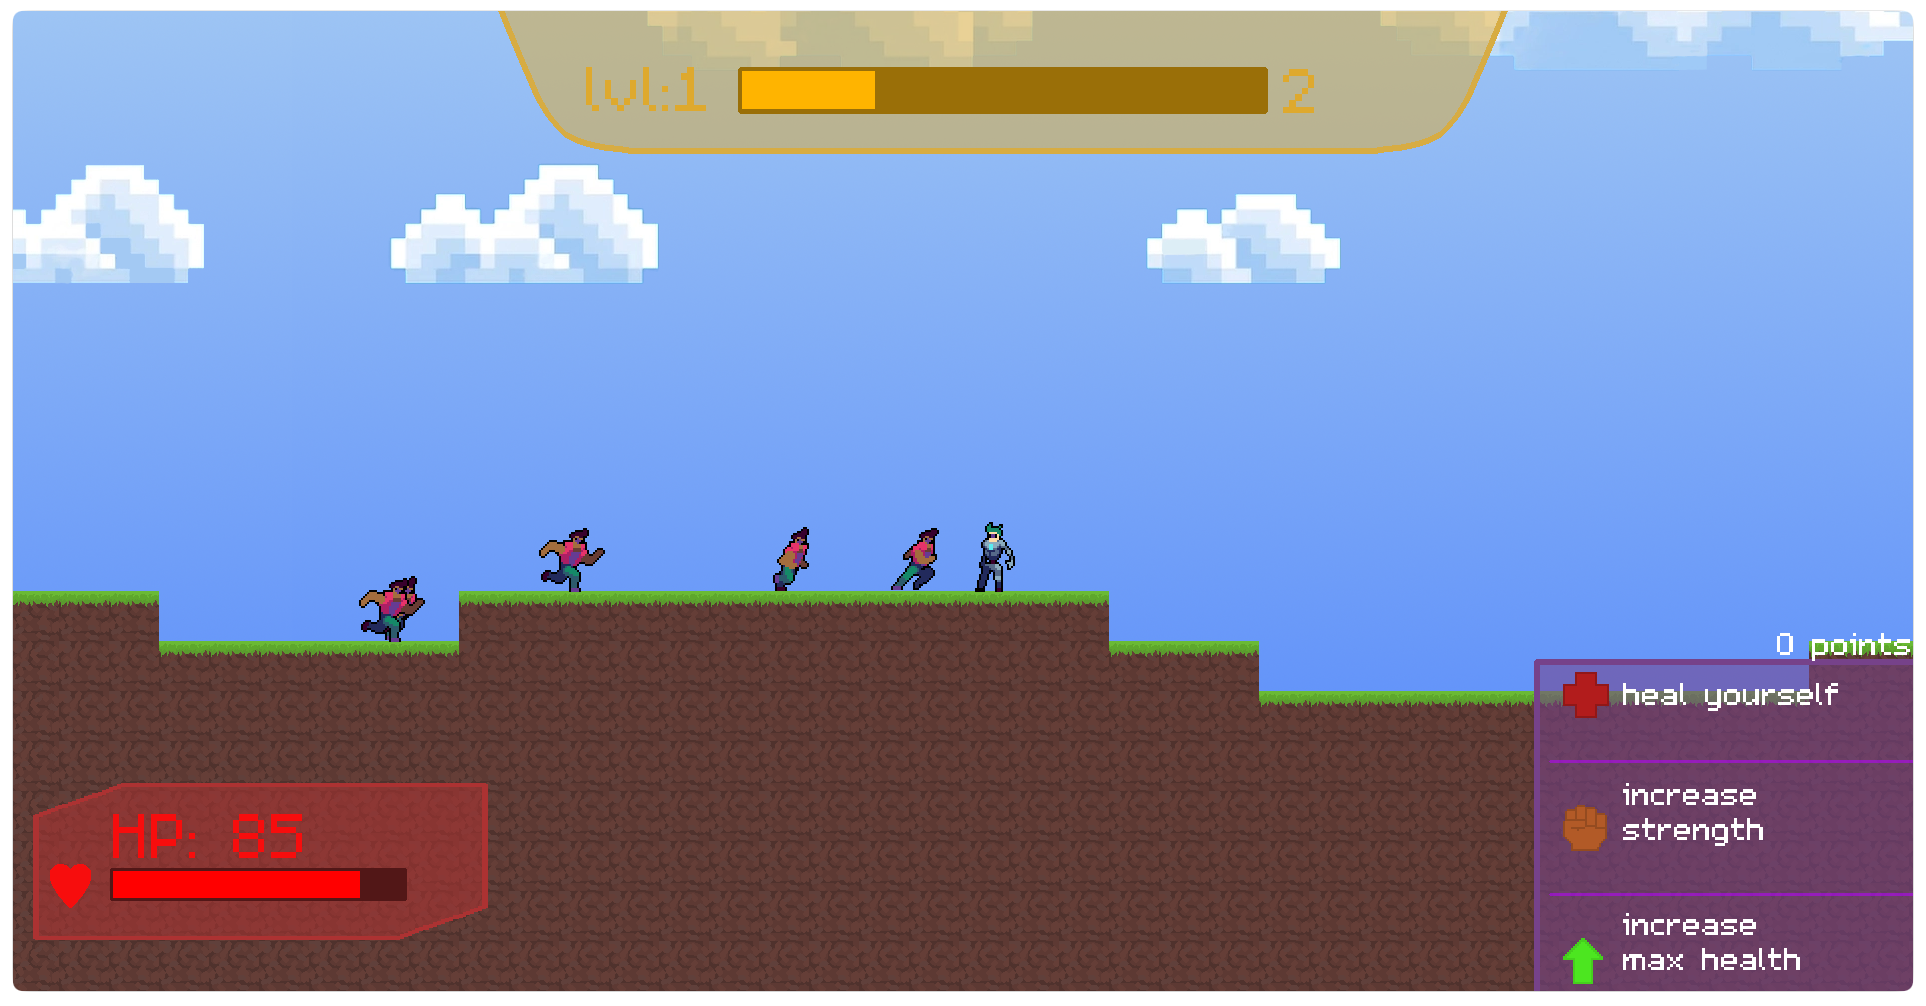 lvl:1 2
0 points
heal yourself
increase
strength
HP: 85
increase
max health